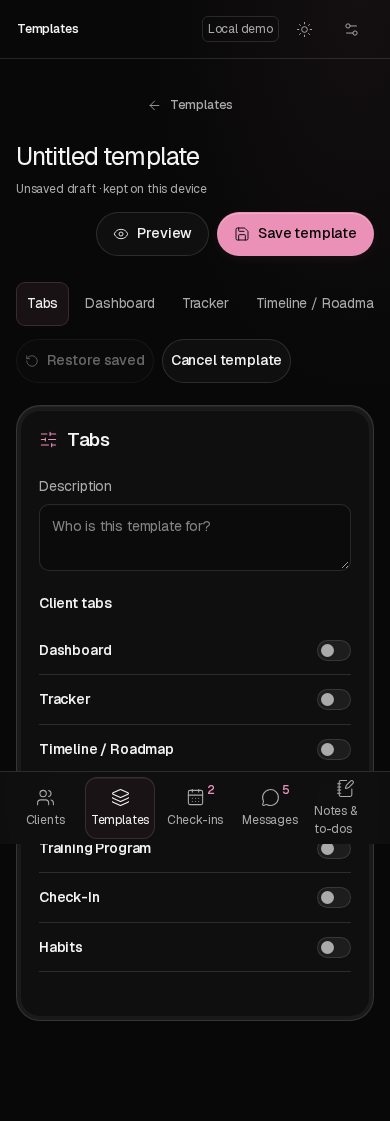 Templates
Local demo
Templates
Untitled template
Unsaved draft · kept on this device
Preview
Save template
Tabs
Dashboard
Tracker
Timeline / Roadma
Restore saved
Cancel template
Tabs
Description
Who is this template for?
Client tabs
Dashboard
Tracker
Timeline / Roadmap
Clients
Templates
2
Check-ins
5
Messages
Notes &
to-dos
Training Program
Check-In
Habits